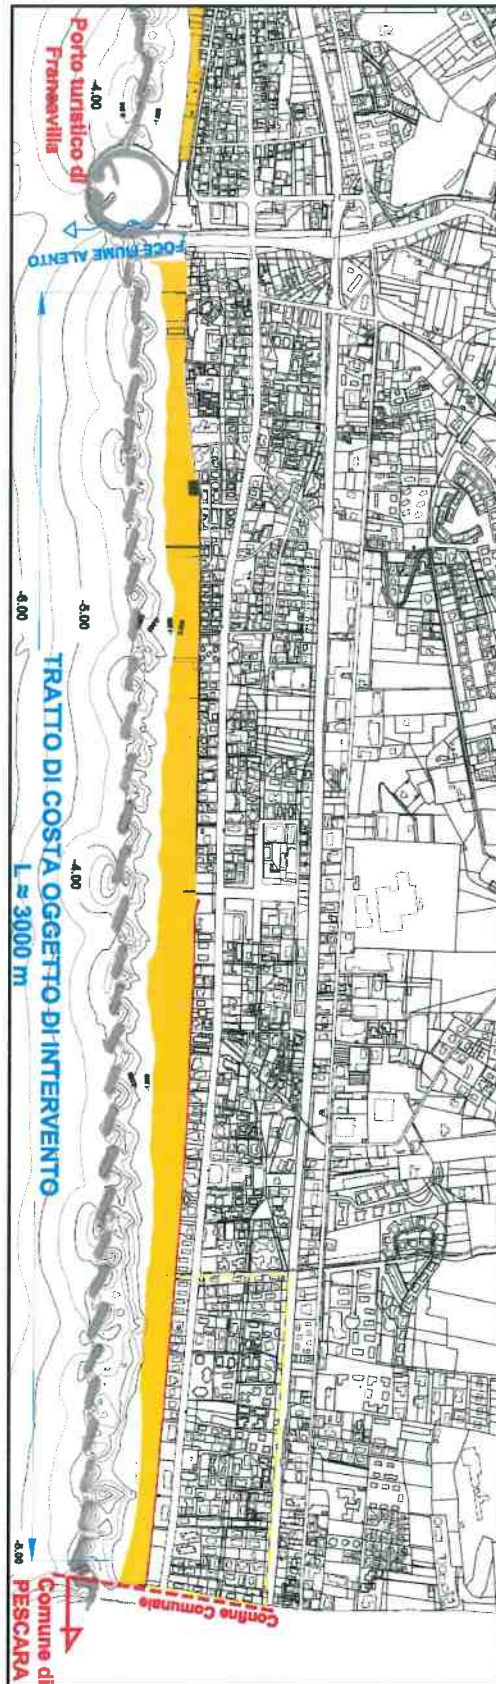 Porto turistico di
Francavilla
FOCE FIUME ALENTO
-4.00
-5.00
-6.00
-4.00
TRATTO DI COSTA OGGETTO DI INTERVENTO
L ≈ 3000 m
-5.00
Confine Comunale
Comune di
PESCARA